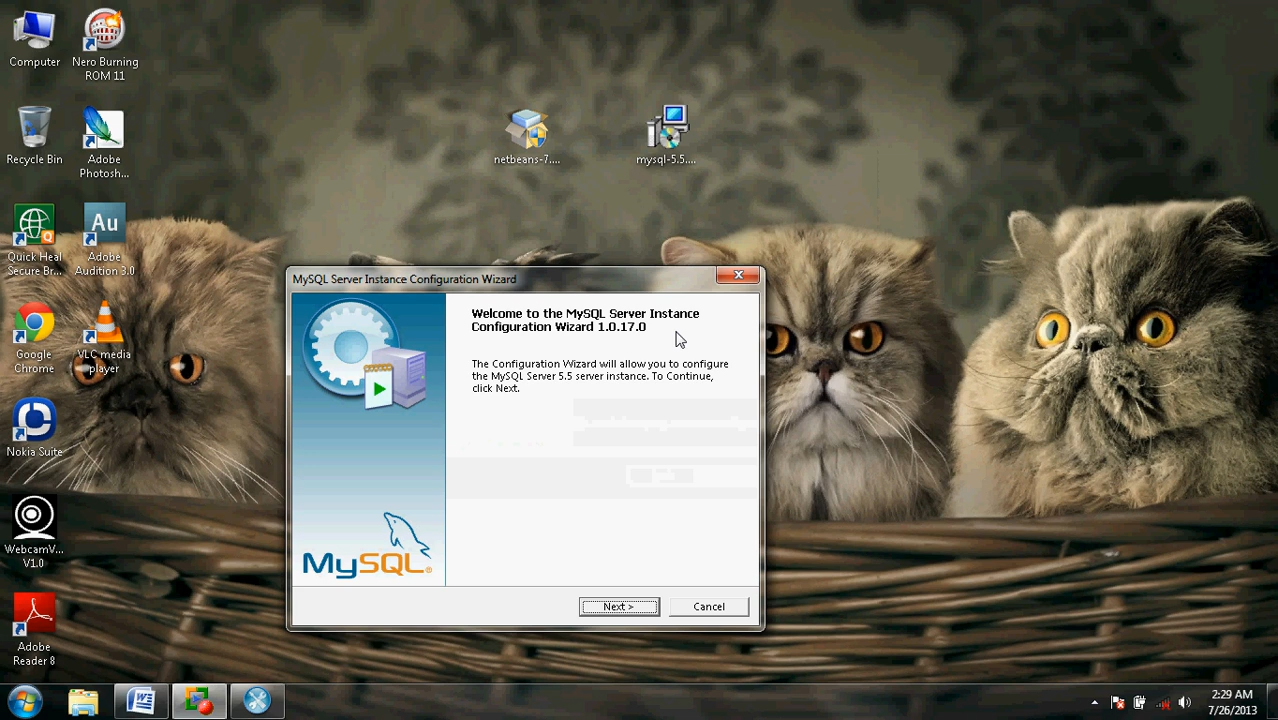 Computer
Nero Burning
ROM 11
Recycle Bin
Adobe
Photosh...
netbeans-7....
mysql-5.5....
Quick Heal
Secure Br...
Au
Adobe
Audition 3.0
Google
Chrome
VLC media
player
Nokia Suite
WebcamV...
V1.0
Adobe
Reader 8
MySQL Server Instance Configuration Wizard
Welcome to the MySQL Server Instance
Configuration Wizard 1.0.17.0
The Configuration Wizard will allow you to configure
the MySQL Server 5.5 server instance. To Continue,
click Next.
MySQL®
Next >
Cancel
2:29 AM
7/26/2013